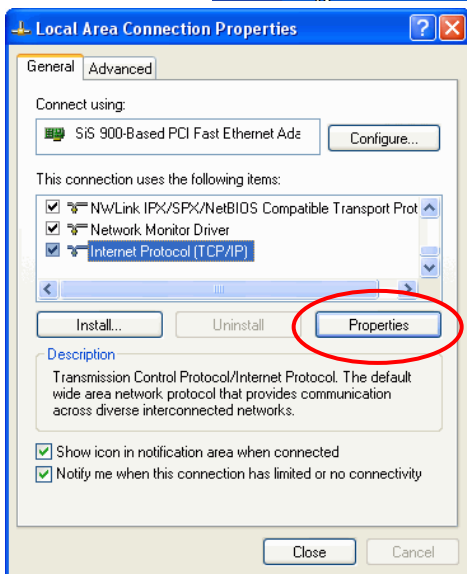 Local Area Connection Properties
General Advanced
Connect using:
SiS 900-Based PCI Fast Ethernet Ada
Configure...
This connection uses the following items:
NWLink IPX/SPX/NetBIOS Compatible Transport Prot
Network Monitor Driver
Internet Protocol (TCP/IP)
Install... Uninstall Properties
Description
Transmission Control Protocol/Internet Protocol. The default
wide area network protocol that provides communication
across diverse interconnected networks.
Show icon in notification area when connected
Notify me when this connection has limited or no connectivity
Close Cancel